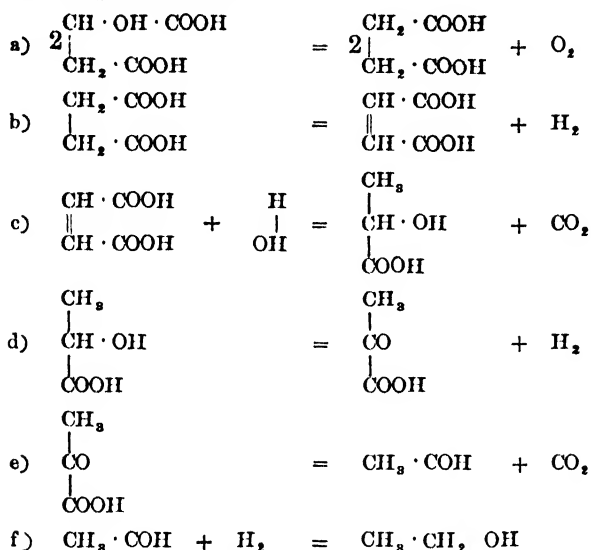 CH · OH · COOH CH₂ · COOH
a) 2| = 2| + O₂
CH₂ · COOH CH₂ · COOH
CH₂ · COOH CH · COOH
b) | = || + H₂
CH₂ · COOH CH · COOH
CH₃
CH · COOH H |
c) || + | = CH · OH + CO₂
CH · COOH OH |
COOH
CH₃ CH₃
| |
d) CH · OH = CO + H₂
| |
COOH COOH
CH₃
|
e) CO = CH₃ · COH + CO₂
|
COOH
f) CH₃ · COH + H₂ = CH₃ · CH₂ OH